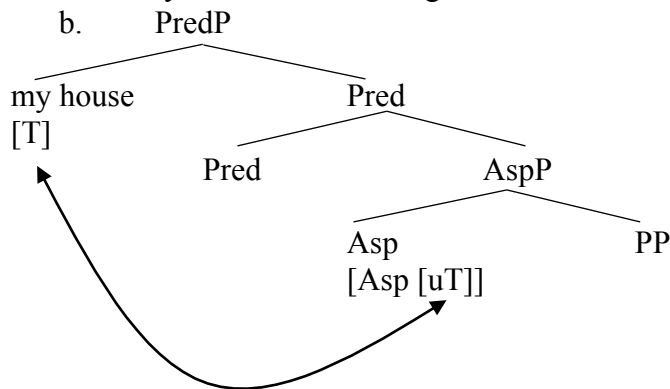 b. PredP
my house Pred
[T]
Pred AspP
Asp PP
[Asp [uT]]